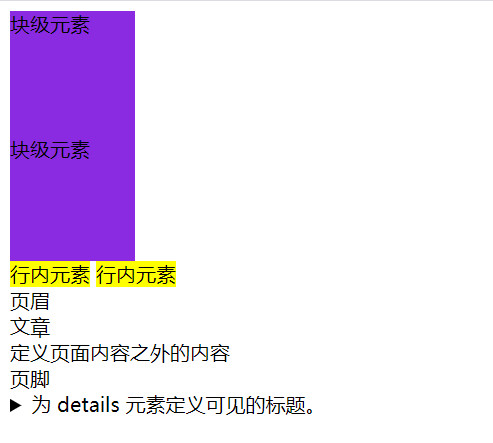 块级元素
块级元素
行内元素 行内元素
页眉
文章
定义页面内容之外的内容
页脚
为 details 元素定义可见的标题。